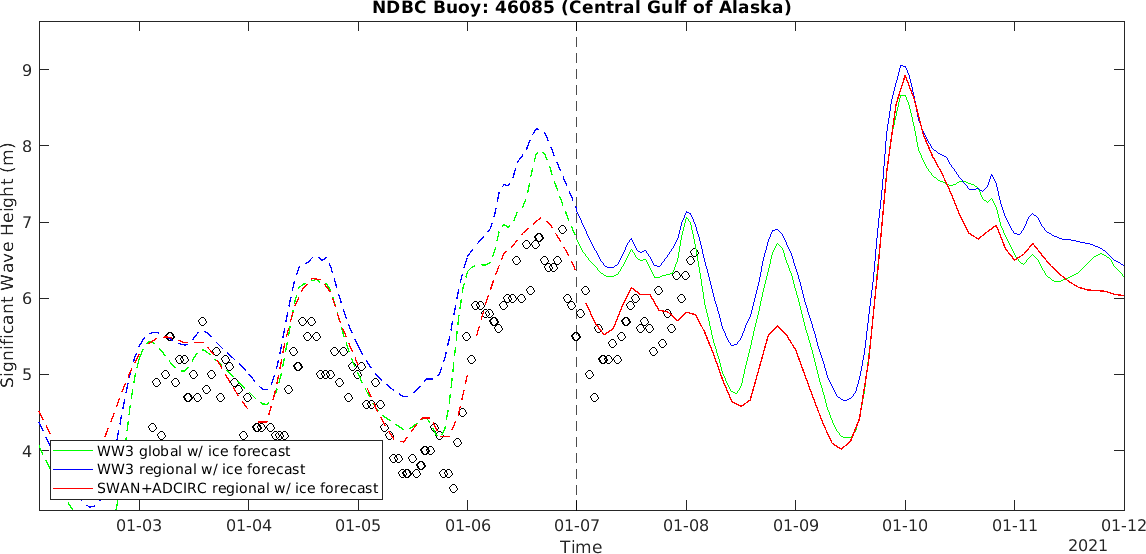 NDBC Buoy: 46085 (Central Gulf of Alaska)
Significant Wave Height (m)
9
8
7
6
5
4
WW3 global w/ ice forecast
WW3 regional w/ ice forecast
SWAN+ADCIRC regional w/ ice forecast
01-03 01-04 01-05 01-06 01-07 01-08 01-09 01-10 01-11 01-12
Time
2021